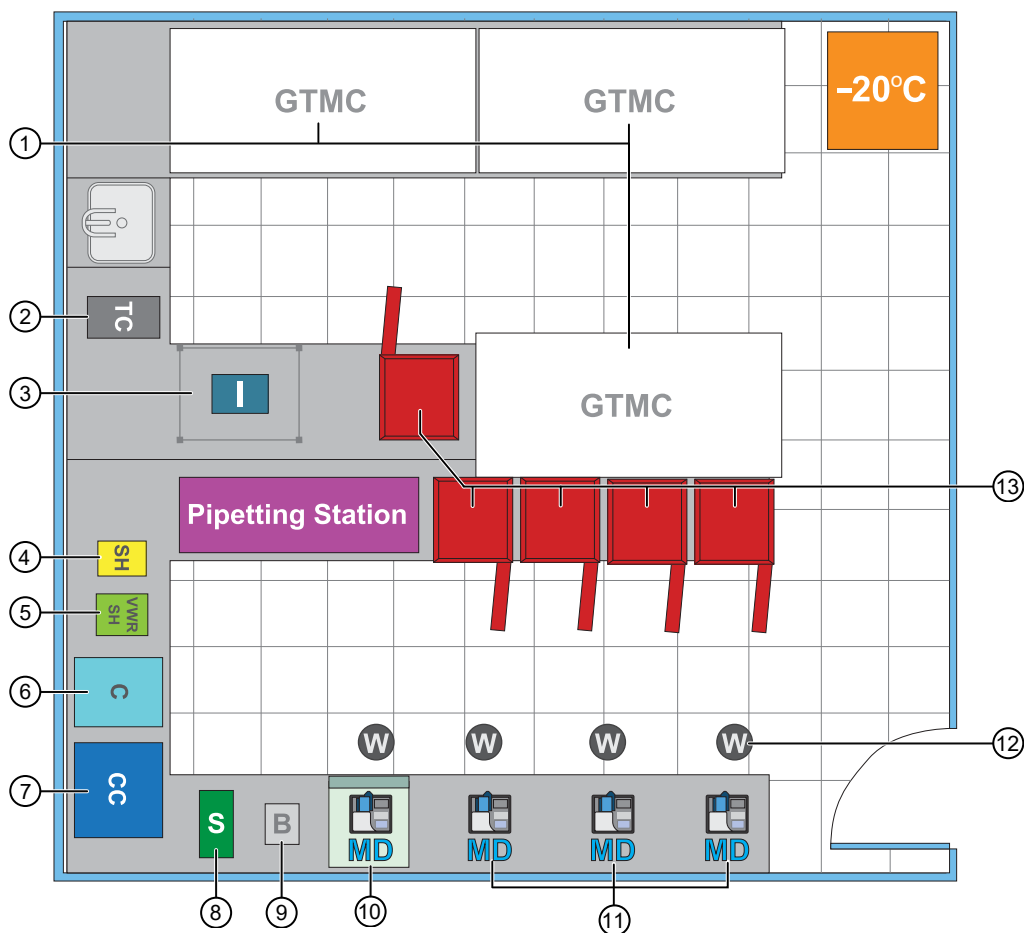 GTMC
GTMC
–20°C
1
TC
2
I
3
GTMC
13
Pipetting Station
SH
4
VWR
SH
5
C
6
W
W
W
W
12
CC
7
S
B
MD
MD
MD
MD
8
9
10
11